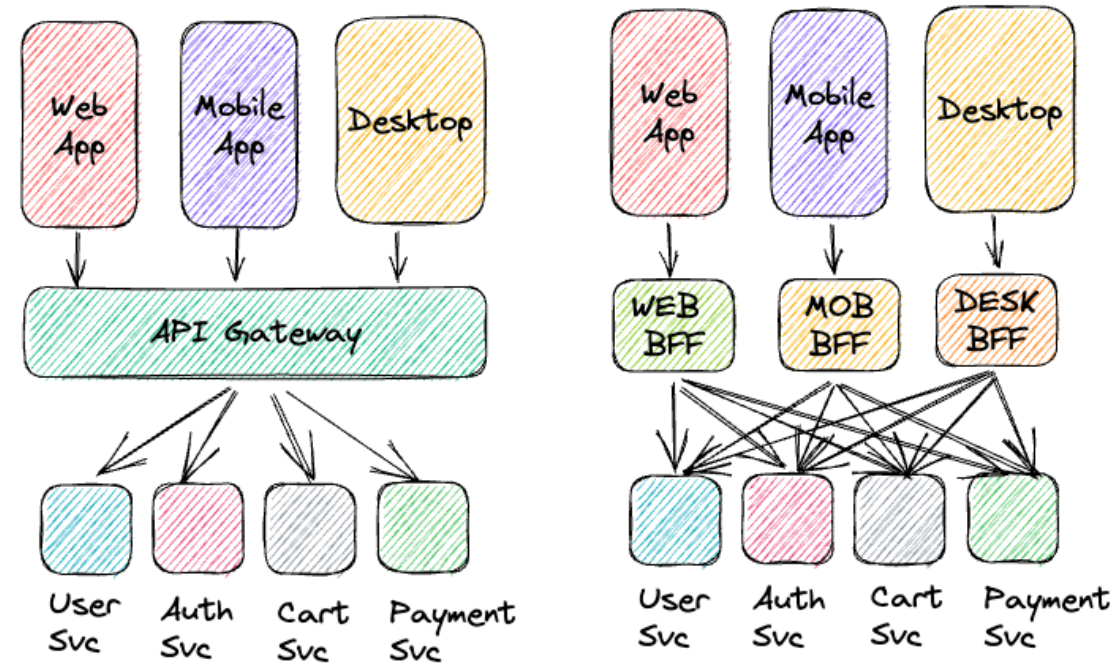 Web
App
Mobile
App
Desktop
API Gateway
User
Svc
Auth
Svc
Cart
Svc
Payment
Svc
Web
App
Mobile
App
Desktop
WEB
BFF
MOB
BFF
DESK
BFF
User
Svc
Auth
Svc
Cart
Svc
Payment
Svc